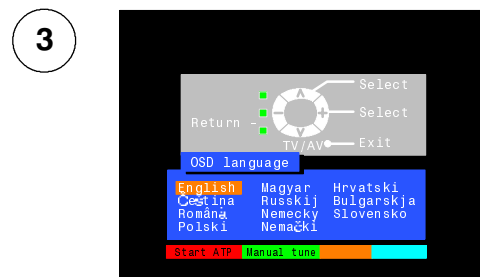 3
Select
Select
Return –
TV/AV
Exit
OSD language
English Magyar Hrvatski
Čeština Russkij Bulgarskja
Română Nemecky Slovensko
Polski Nemački
Start ATP Manual tune